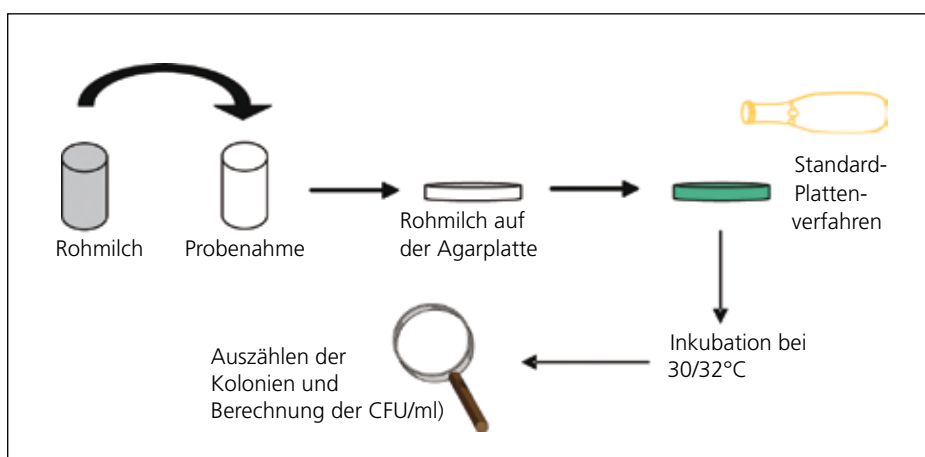 Rohmilch
Probenahme
Rohmilch auf
der Agarplatte
Standard-
Platten-
verfahren
Inkubation bei
30/32°C
Auszählen der
Kolonien und
Berechnung der CFU/ml)